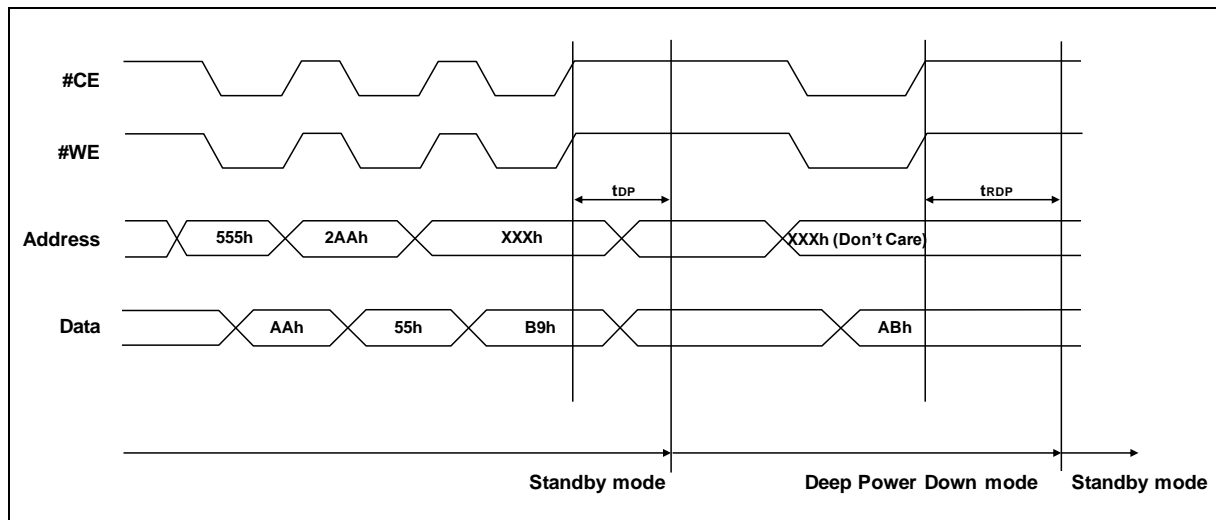 #CE
#WE
tDP
tRDP
Address
555h
2AAh
XXXh
XXXh (Don't Care)
Data
AAh
55h
B9h
ABh
Standby mode
Deep Power Down mode
Standby mode